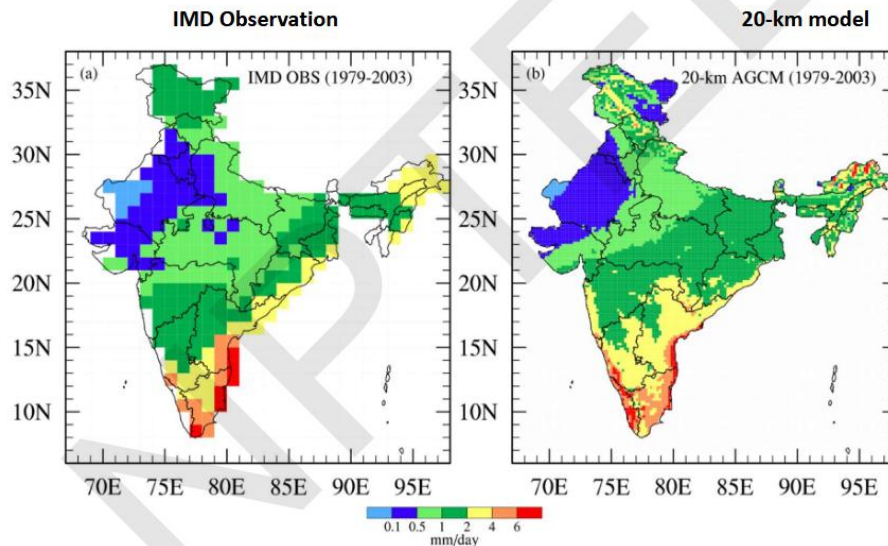 IMD Observation
20-km model
(a) IMD OBS (1979-2003)
(b) 20-km AGCM (1979-2003)
35N
30N
25N
20N
15N
10N
70E 75E 80E 85E 90E 95E
35N
30N
25N
20N
15N
10N
70E 75E 80E 85E 90E 95E
0.1 0.5 1 2 4 6
mm/day
NPTEL